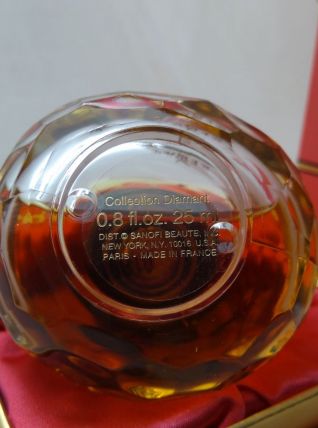 Collection Diamant
0.8 fl.oz. 25 ml
DIST © SANOFI BEAUTE, INC.
NEW YORK, N.Y. 10016 U.S.A.
PARIS - MADE IN FRANCE